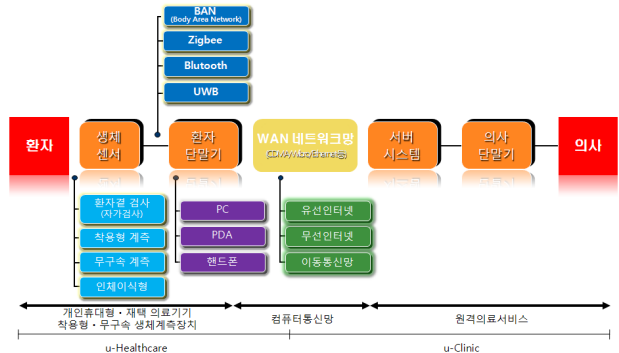 BAN
(Body Area Network)
Zigbee
Blutooth
UWB
환자
생체
센서
환자
단말기
WAN 네트워크망
서버
시스템
의사
단말기
의사
환자곁 검사
(자가검사)
착용형 계측
무구속 계측
인체이식형
PC
PDA
핸드폰
유선인터넷
무선인터넷
이동통신망
개인휴대형·재택 의료기기
착용형·무구속 생체계측장치
컴퓨터통신망
원격의료서비스
u-Healthcare
u-Clinic